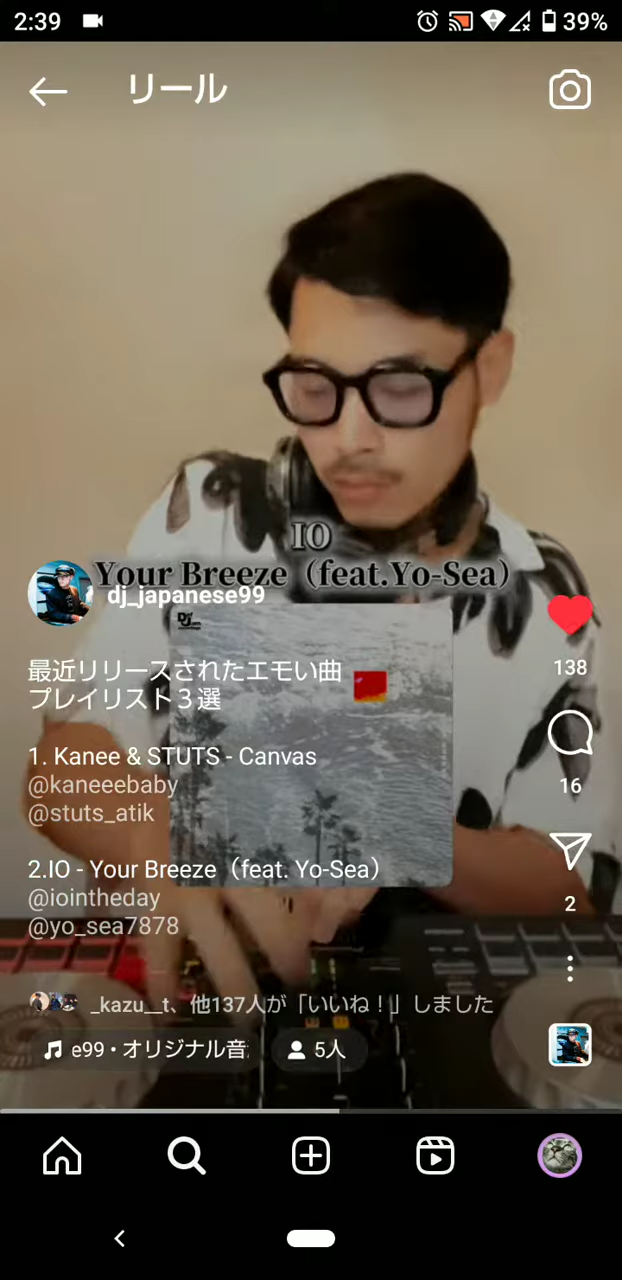 2:39
39%
リール
IO
Your Breeze（feat.Yo-Sea）
dj_japanese99
最近リリースされたエモい曲
プレイリスト３選
1. Kanee & STUTS - Canvas
@kaneeebaby
@stuts_atik
2.IO - Your Breeze（feat. Yo-Sea）
@iointheday
@yo_sea7878
138
16
2
_kazu__t、他137人が「いいね！」しました
e99・オリジナル音
5人